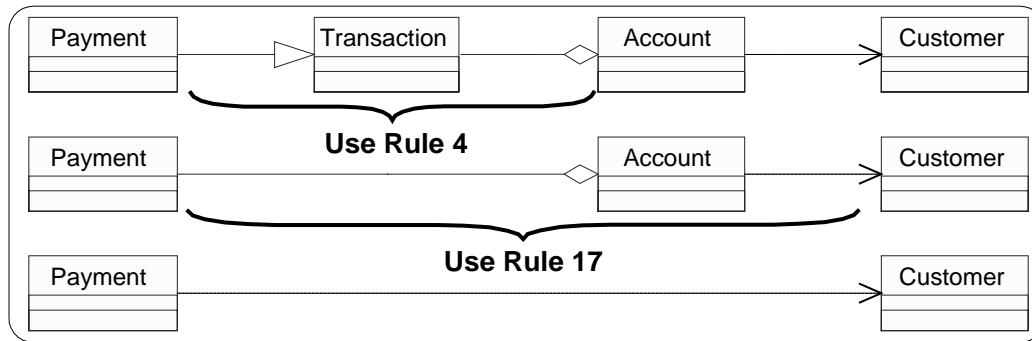 Payment Transaction Account Customer
Use Rule 4
Payment Account Customer
Use Rule 17
Payment Customer